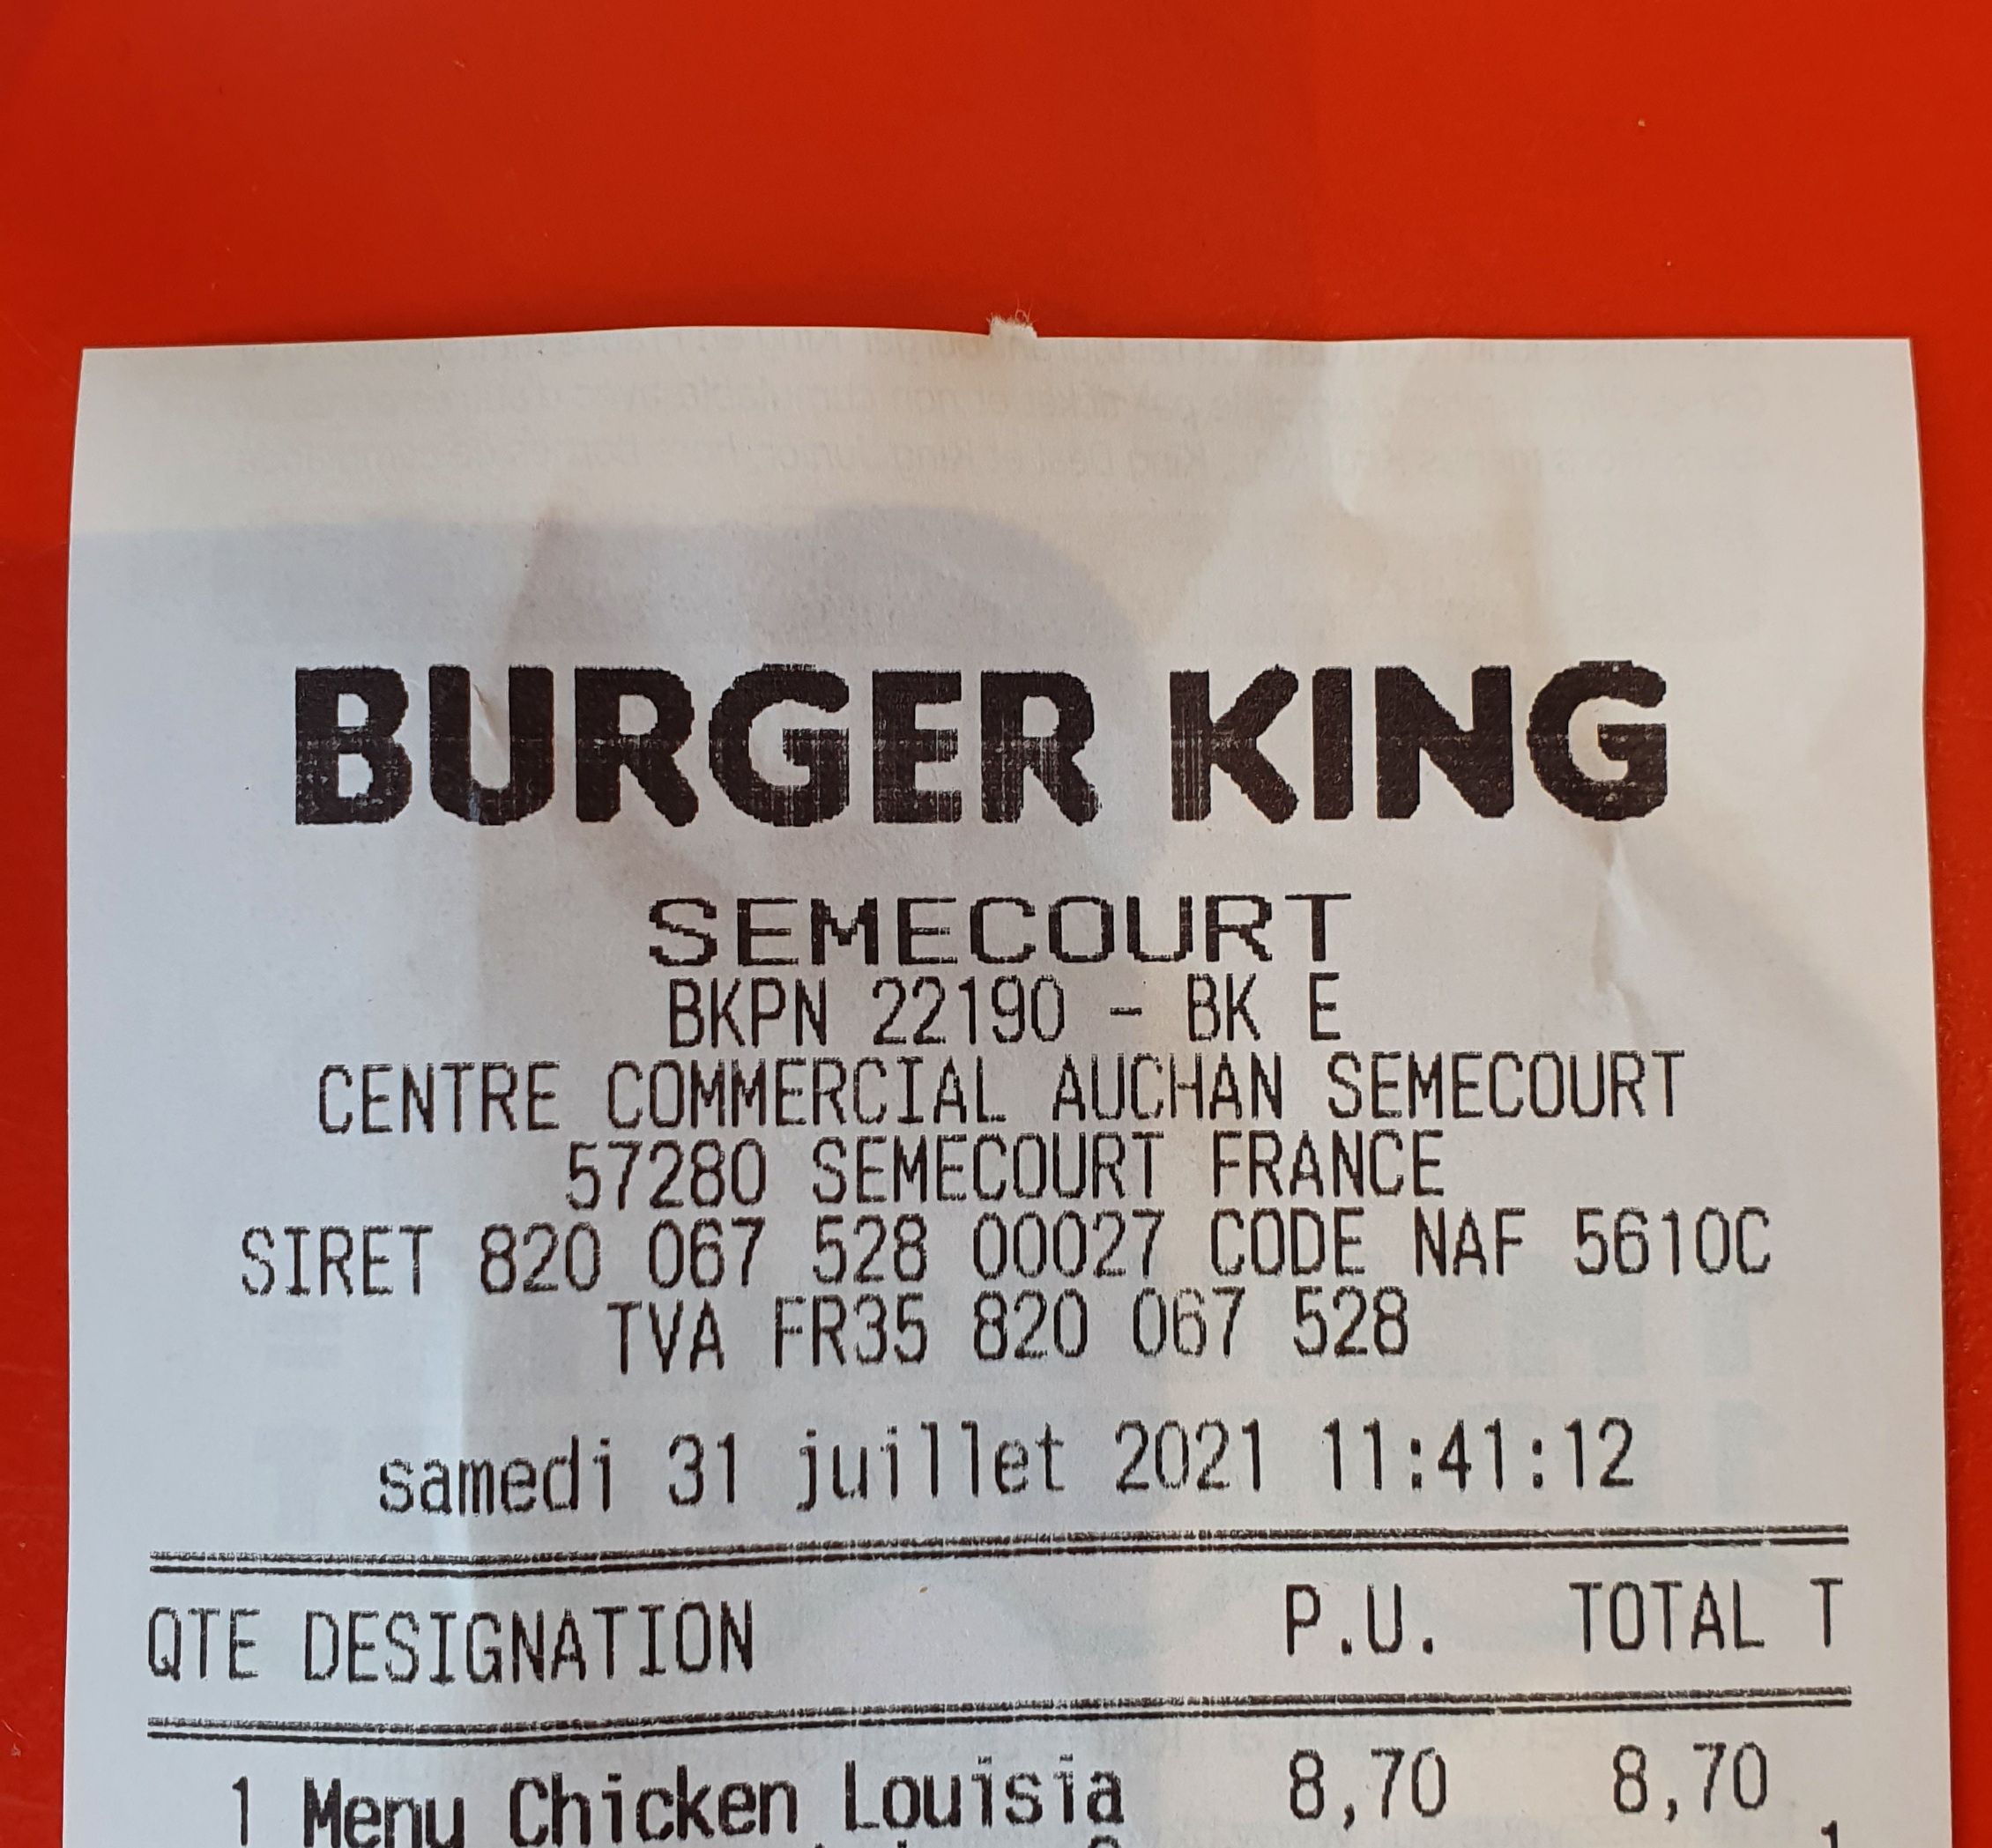 BURGER KING
SEMECOURT
BKPN 22190 - BK E
CENTRE COMMERCIAL AUCHAN SEMECOURT
57280 SEMECOURT FRANCE
SIRET 820 067 528 00027 CODE NAF 5610C
TVA FR35 820 067 528
samedi 31 juillet 2021 11:41:12
QTE DESIGNATION P.U. TOTAL T
1 Menu Chicken Louisia 8,70 8,70